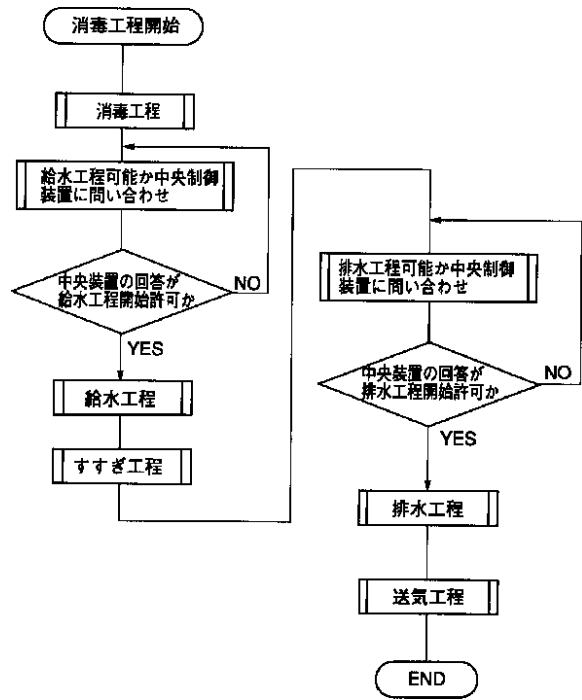 消毒工程開始
消毒工程
給水工程可能か中央制御
装置に問い合わせ
中央装置の回答が
給水工程開始許可か
NO
YES
給水工程
すすぎ工程
排水工程可能か中央制御
装置に問い合わせ
中央装置の回答が
排水工程開始許可か
NO
YES
排水工程
送気工程
END